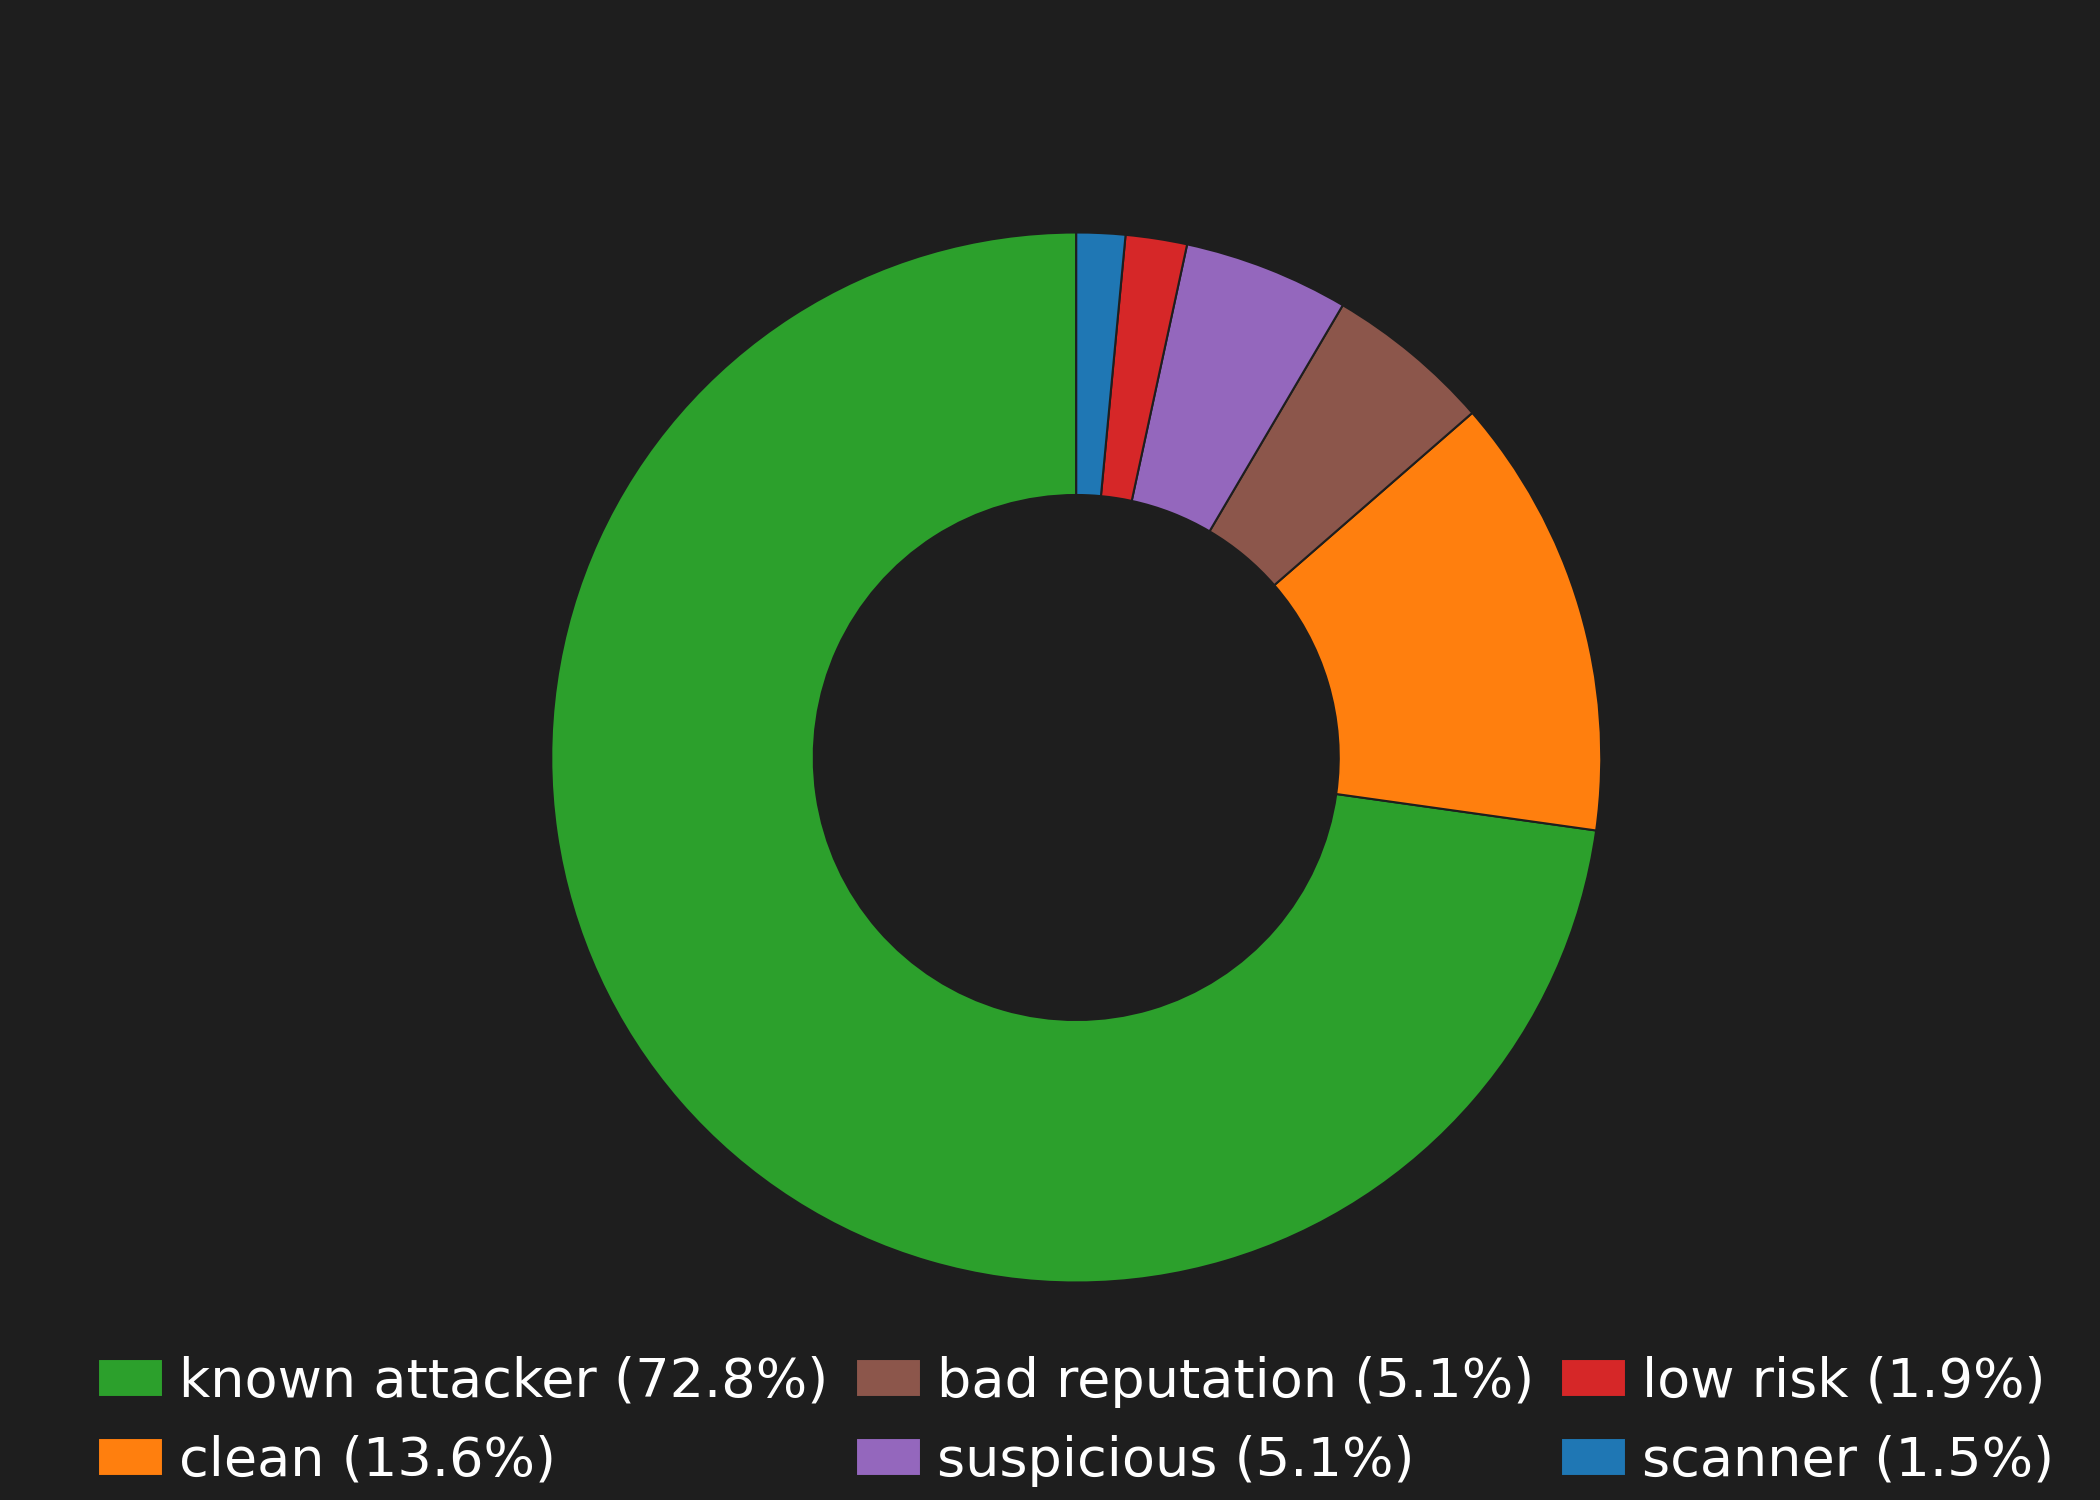 known attacker (72.8%)
clean (13.6%)
bad reputation (5.1%)
suspicious (5.1%)
low risk (1.9%)
scanner (1.5%)